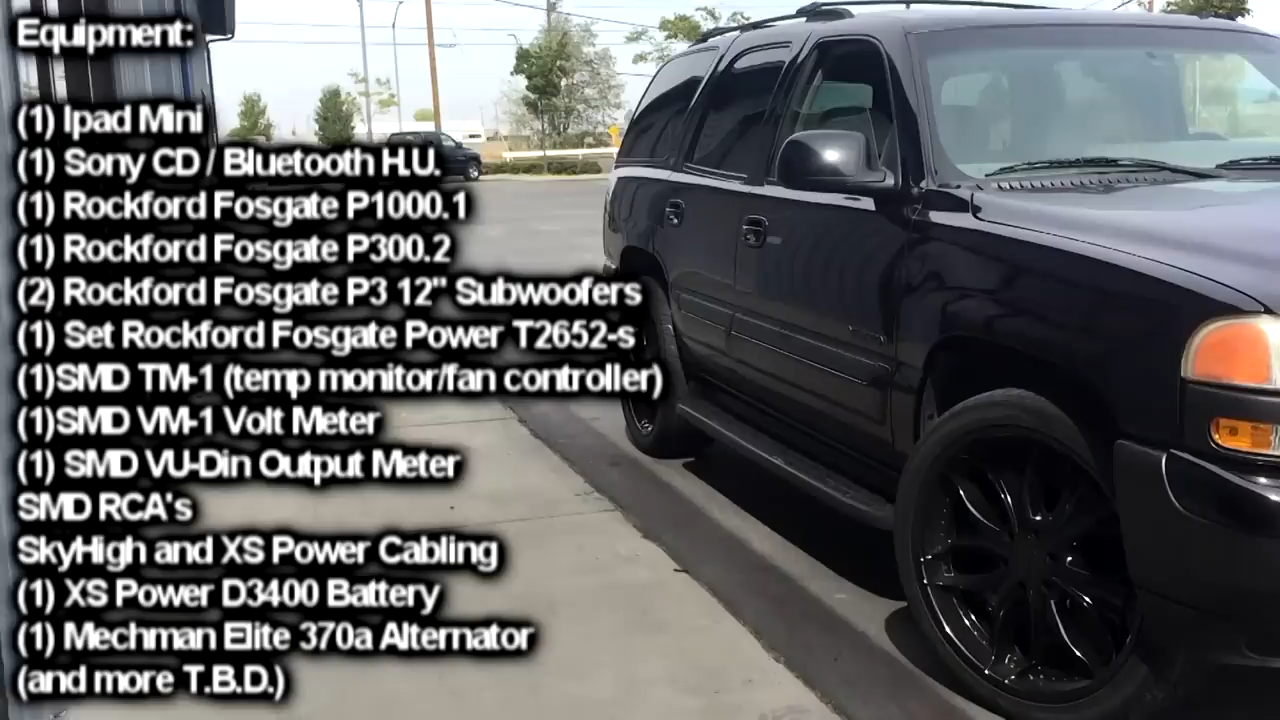 Equipment:
(1) Ipad Mini
(1) Sony CD / Bluetooth H.U.
(1) Rockford Fosgate P1000.1
(1) Rockford Fosgate P300.2
(2) Rockford Fosgate P3 12" Subwoofers
(1) Set Rockford Fosgate Power T2652-s
(1)SMD TM-1 (temp monitor/fan controller)
(1)SMD VM-1 Volt Meter
(1) SMD VU-Din Output Meter
SMD RCA's
SkyHigh and XS Power Cabling
(1) XS Power D3400 Battery
(1) Mechman Elite 370a Alternator
(and more T.B.D.)